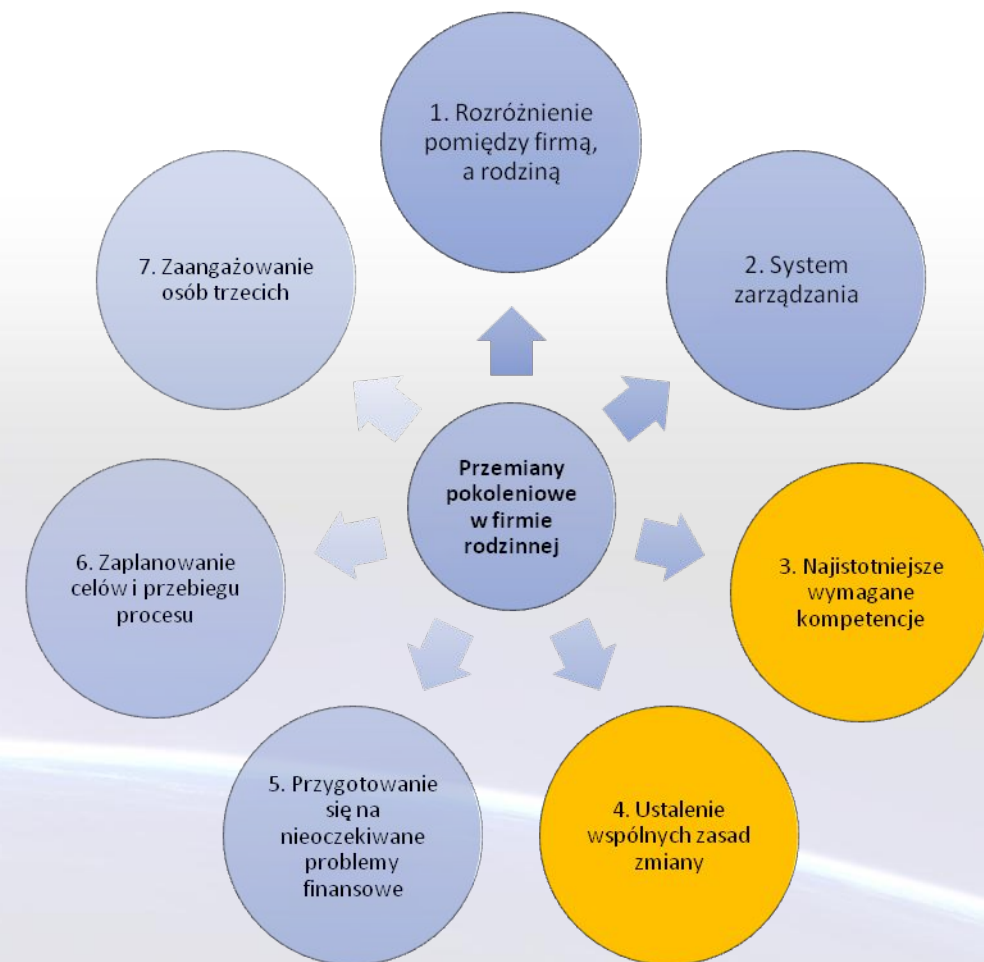 1. Rozróżnienie
pomiędzy firmą,
a rodziną
2. System
zarządzania
3. Najistotniejsze
wymagane
kompetencje
4. Ustalenie
wspólnych zasad
zmiany
5. Przygotowanie
się na
nieoczekiwane
problemy
finansowe
6. Zaplanowanie
celów i przebiegu
procesu
7. Zaangażowanie
osób trzecich
Przemiany
pokoleniowe
w firmie
rodzinnej